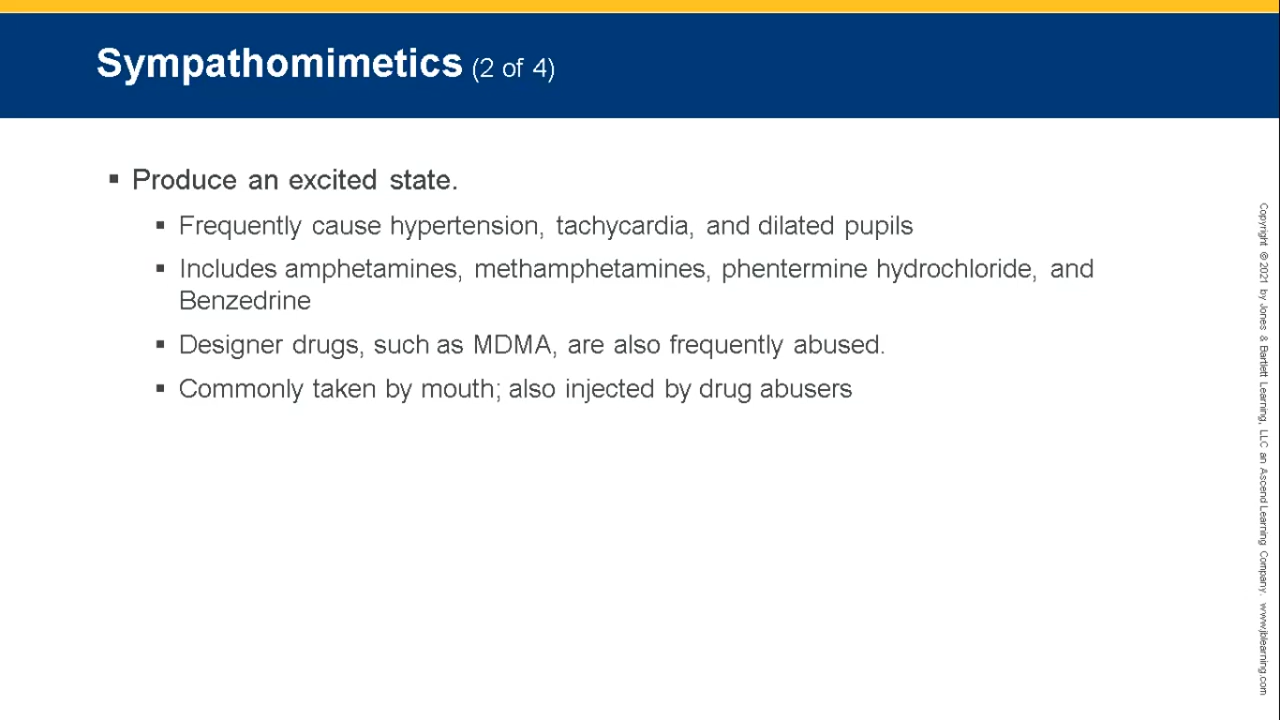 Sympathomimetics (2 of 4)
▪ Produce an excited state.
▪ Frequently cause hypertension, tachycardia, and dilated pupils
▪ Includes amphetamines, methamphetamines, phentermine hydrochloride, and
Benzedrine
▪ Designer drugs, such as MDMA, are also frequently abused.
▪ Commonly taken by mouth; also injected by drug abusers
Copyright © 2021 by Jones & Bartlett Learning, LLC an Ascend Learning Company. www.jblearning.com